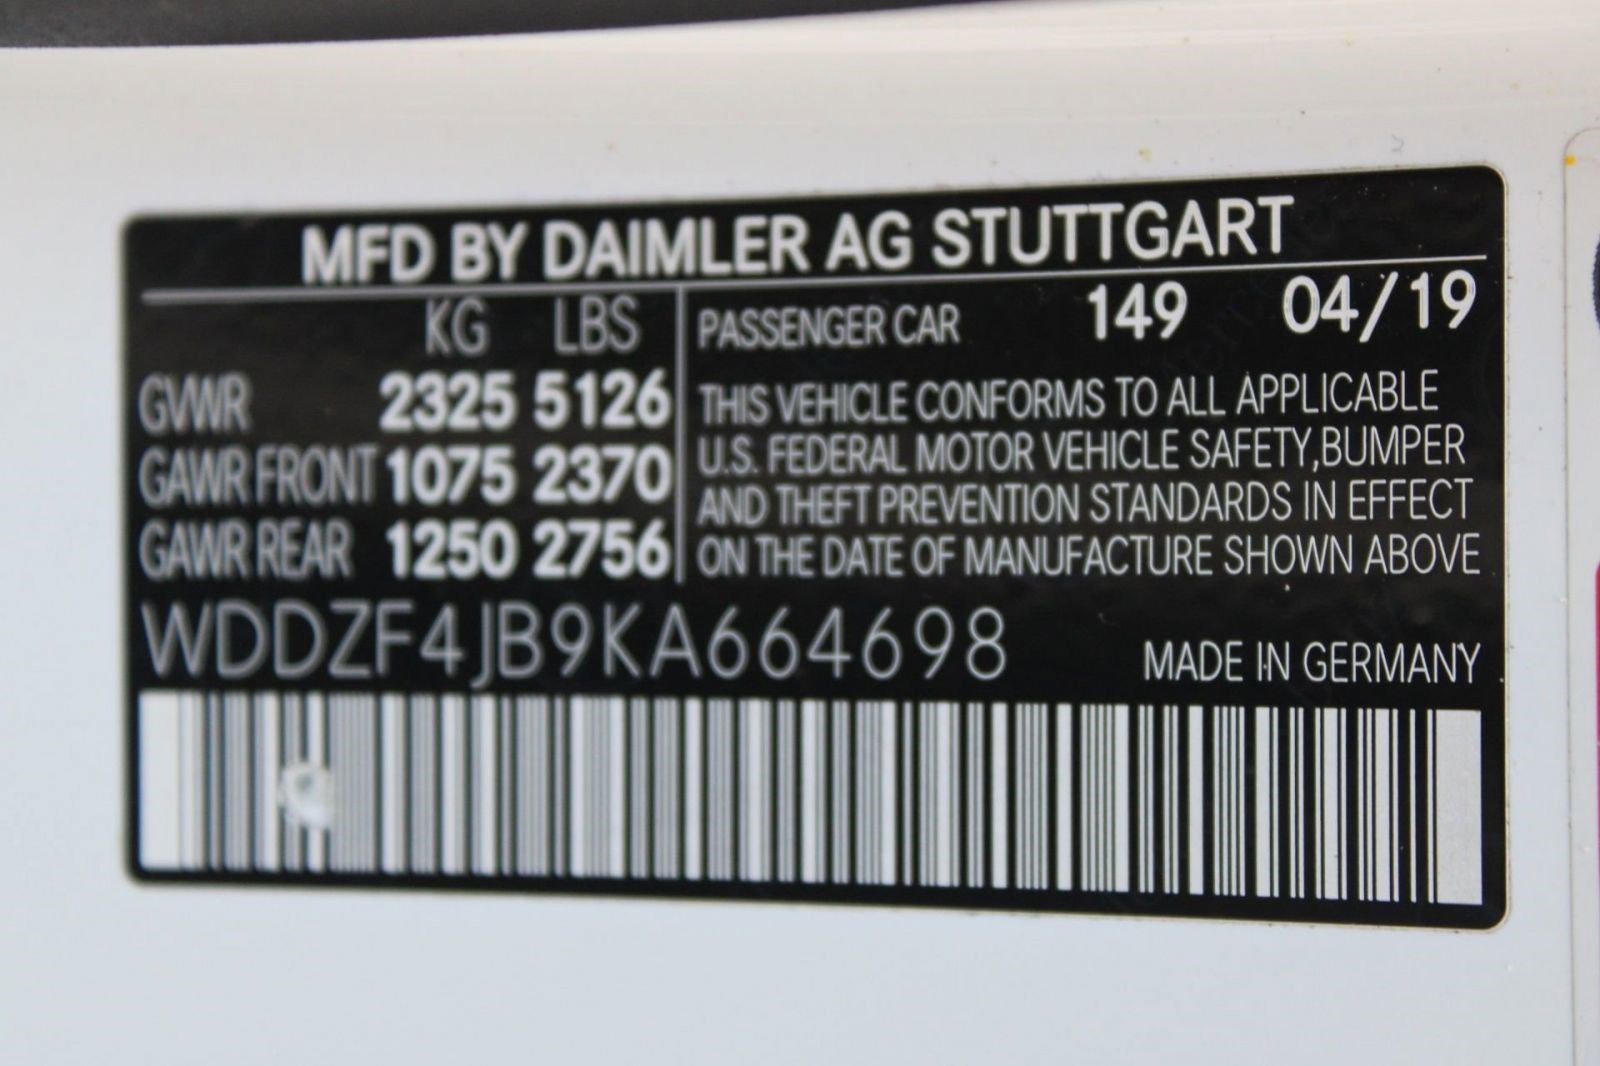 MFD BY DAIMLER AG STUTTGART
KG LBS
GVWR 2325 5126
GAWR FRONT 1075 2370
GAWR REAR 1250 2756
PASSENGER CAR 149 04/19
THIS VEHICLE CONFORMS TO ALL APPLICABLE
U.S. FEDERAL MOTOR VEHICLE SAFETY,BUMPER
AND THEFT PREVENTION STANDARDS IN EFFECT
ON THE DATE OF MANUFACTURE SHOWN ABOVE
WDDZF4JB9KA664698
MADE IN GERMANY